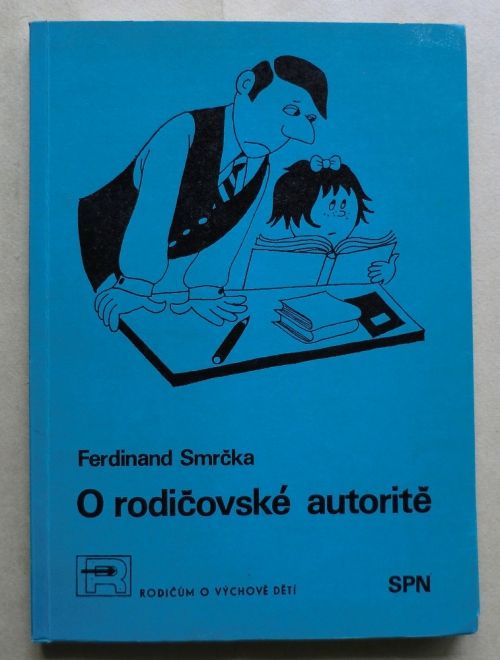 Ferdinand Smrčka
O rodičovské autoritě
R RODIČŮM O VÝCHOVĚ DĚTÍ SPN